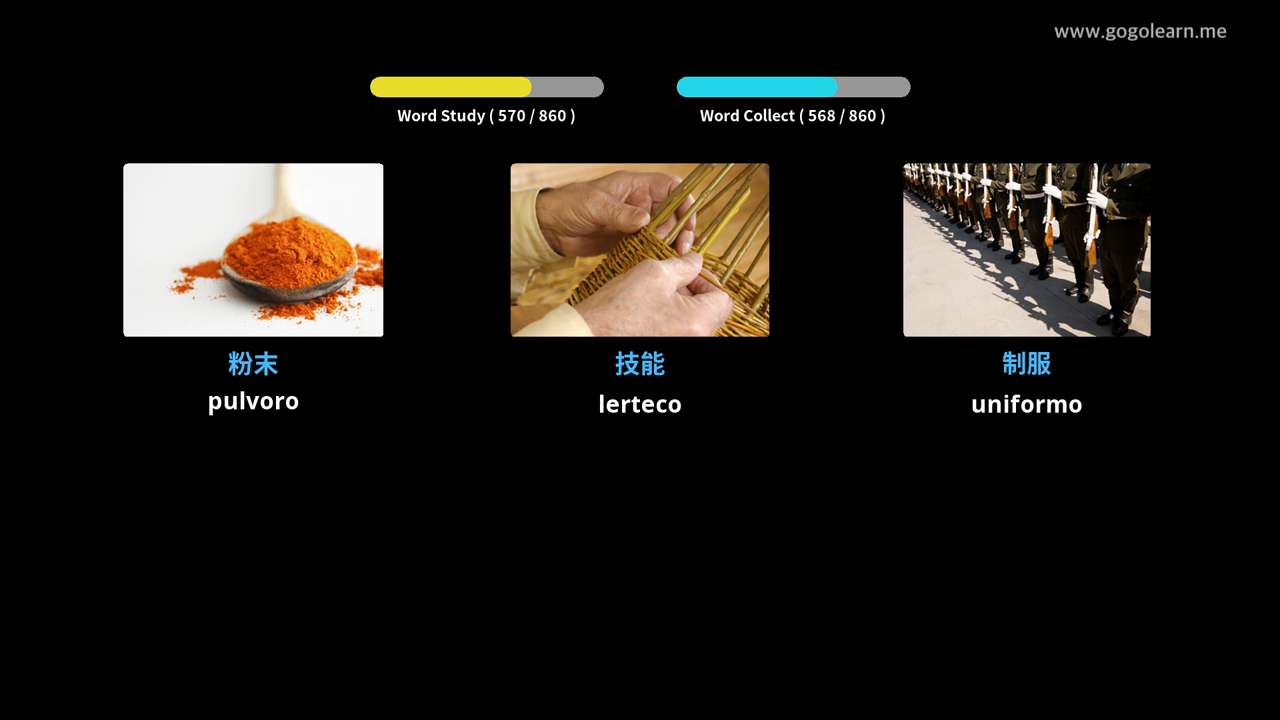 www.gogolearn.me
Word Study ( 570 / 860 )
Word Collect ( 568 / 860 )
粉末
技能
制服
pulvoro
lerteco
uniformo